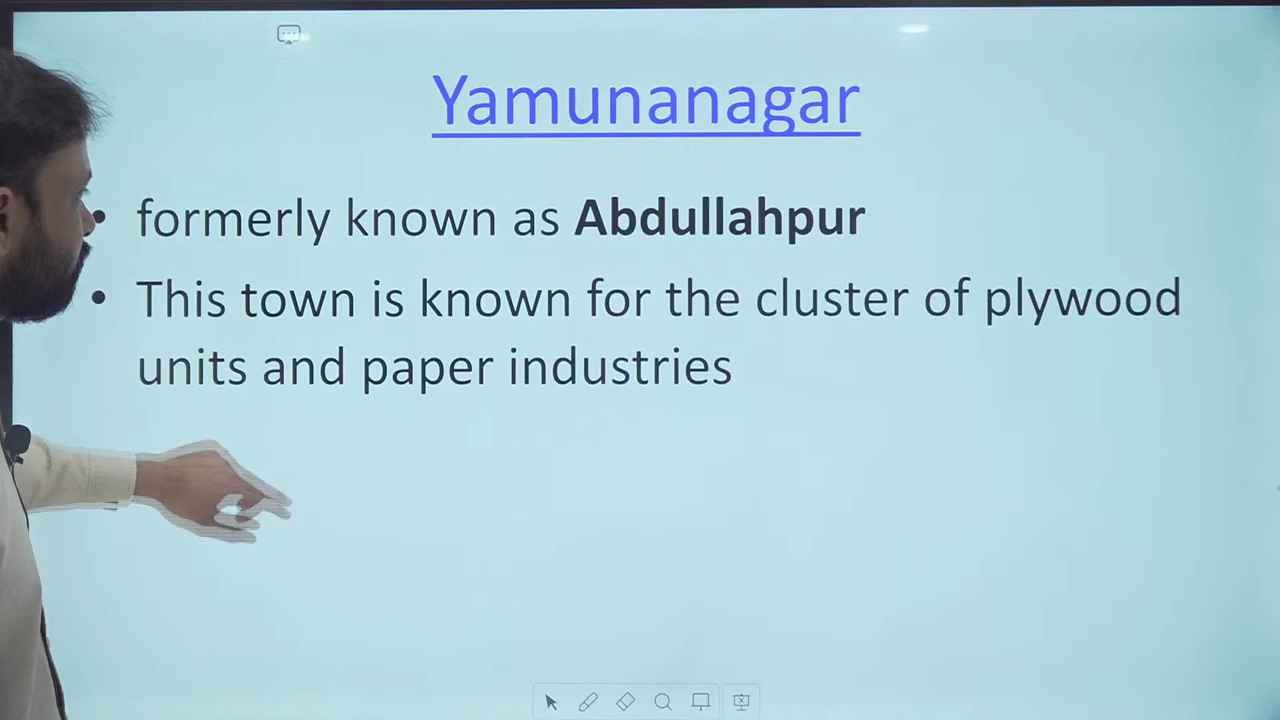 Yamunanagar
• formerly known as Abdullahpur
• This town is known for the cluster of plywood
units and paper industries